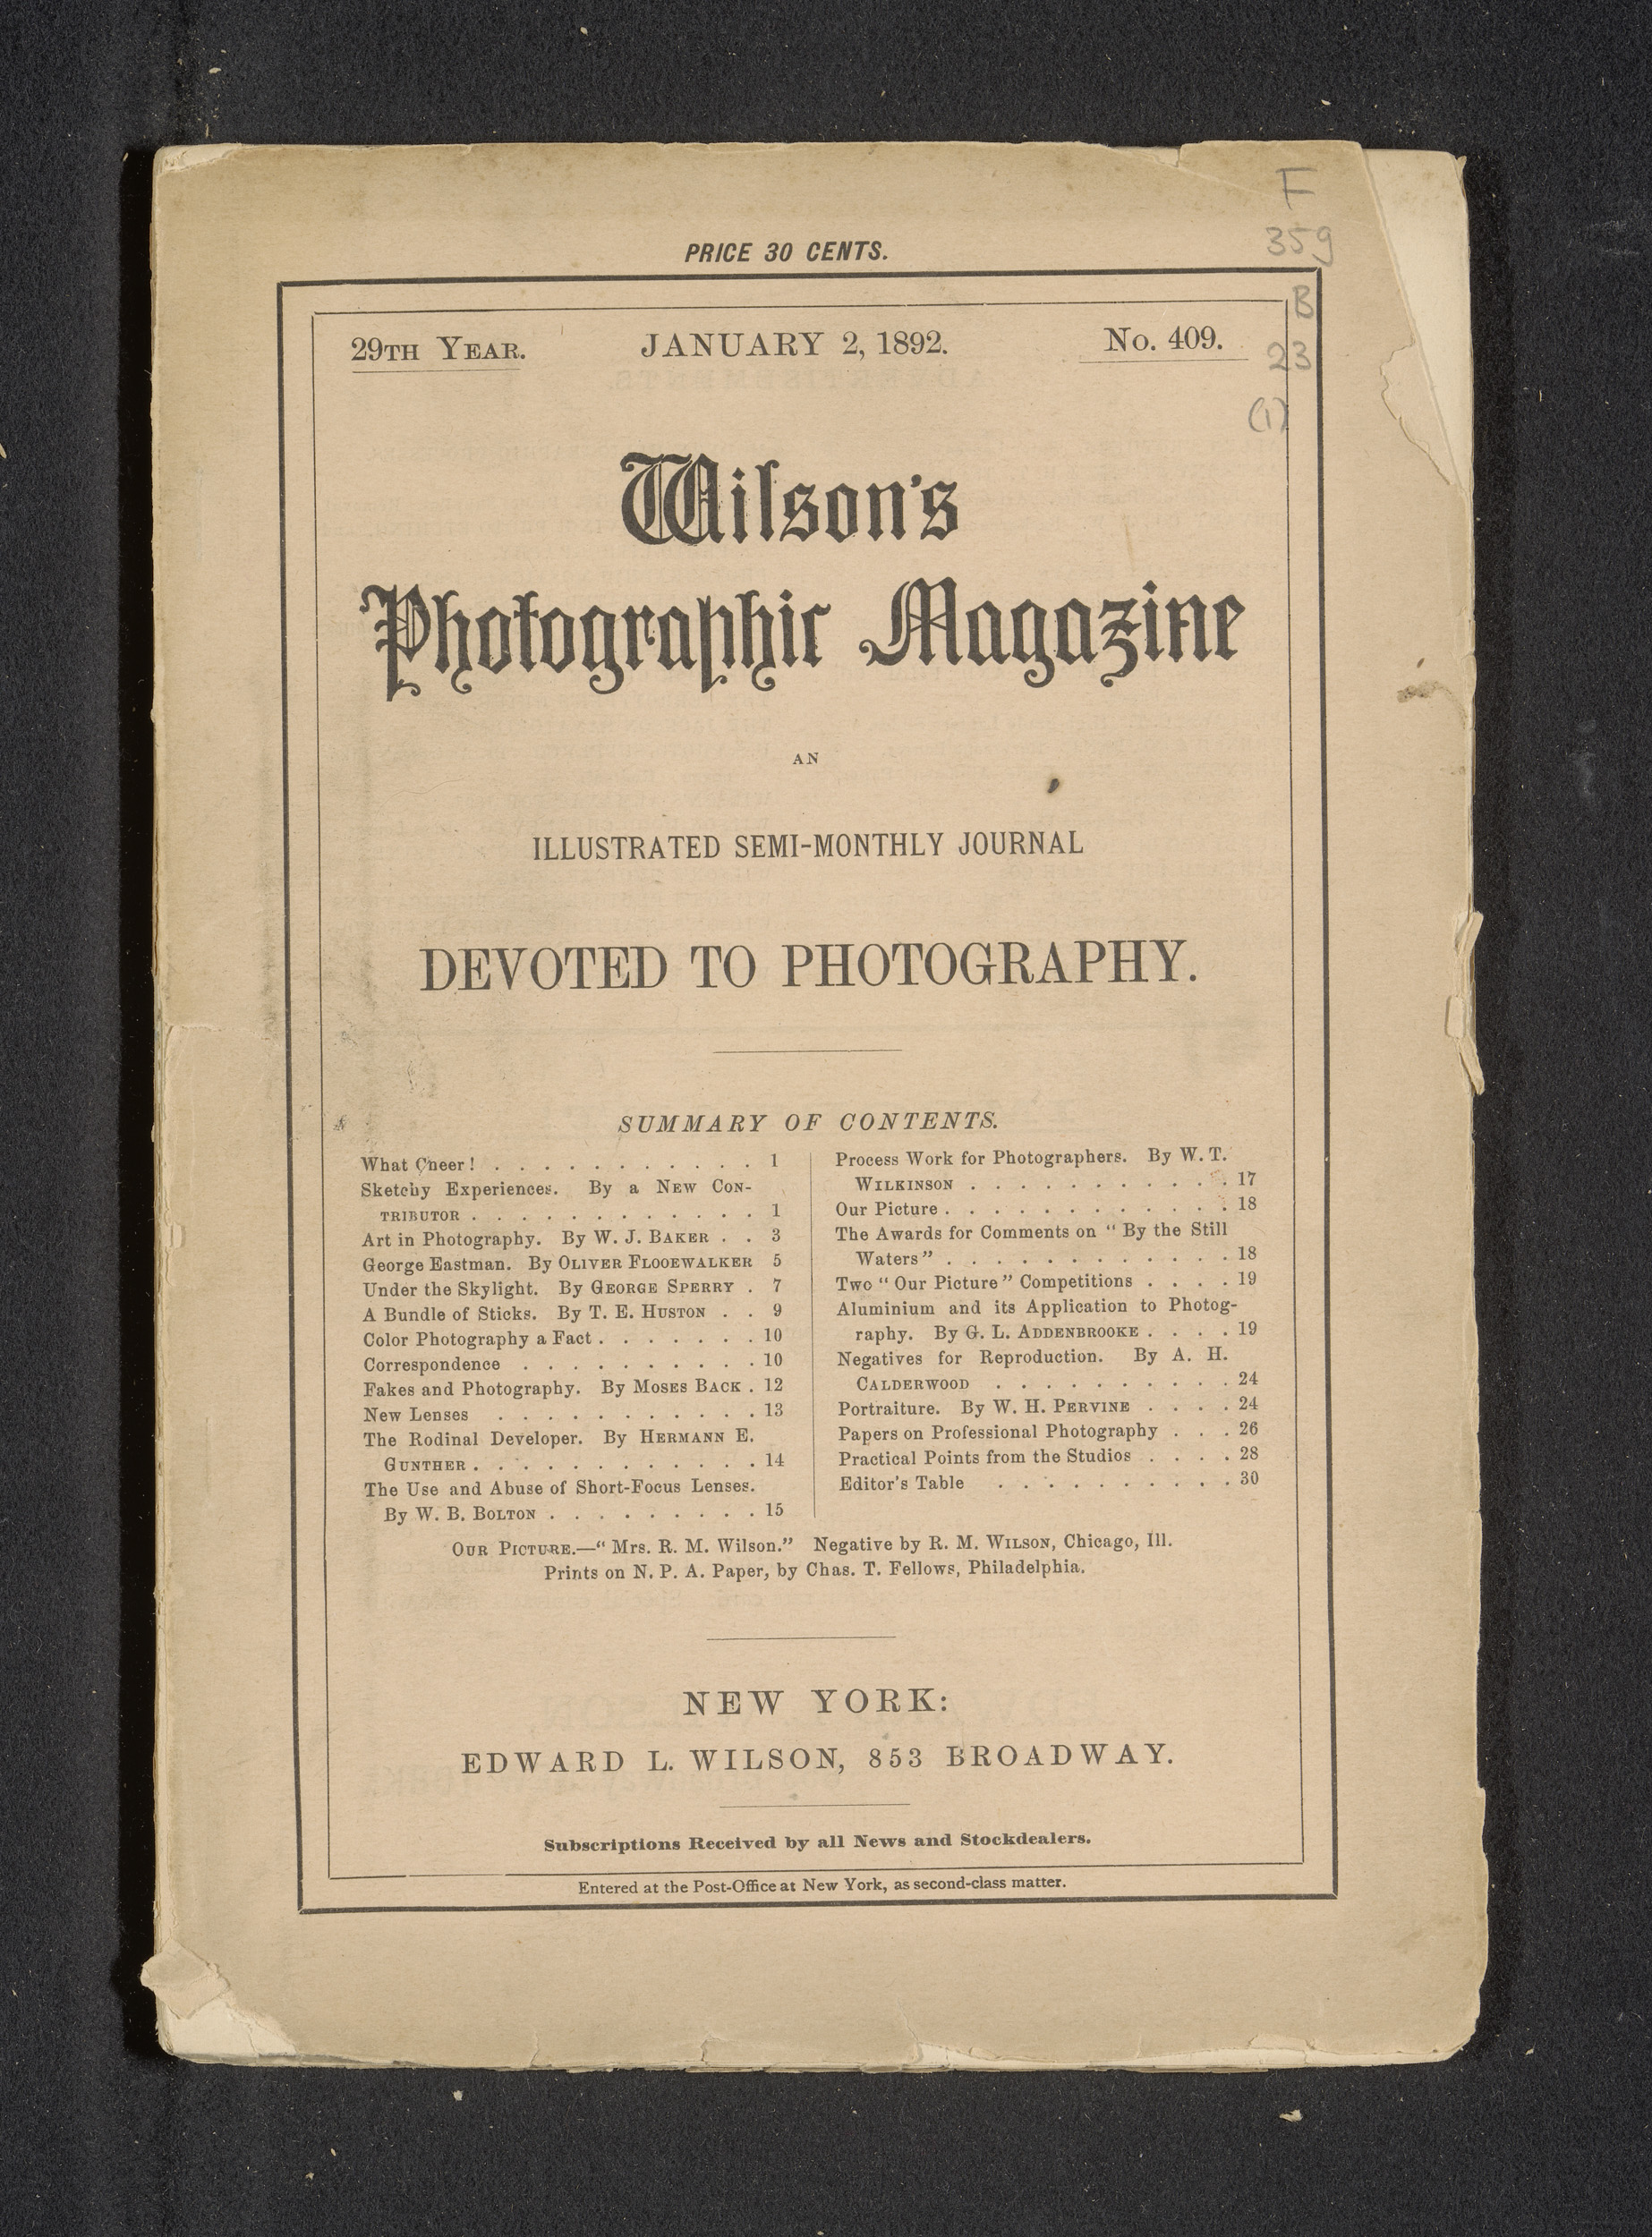 F
359
B
23
(1)
PRICE 30 CENTS.
29TH YEAR.
JANUARY 2, 1892.
No. 409.
Wilson's
Photographic Magazine
AN
ILLUSTRATED SEMI-MONTHLY JOURNAL
DEVOTED TO PHOTOGRAPHY.
SUMMARY OF CONTENTS.
What Cheer! . . . . . . . . . . . 1
Sketchy Experiences. By a NEW CON-
TRIBUTOR . . . . . . . . . . . . 1
Art in Photography. By W. J. BAKER . . 3
George Eastman. By OLIVER FLOOEWALKER 5
Under the Skylight. By GEORGE SPERRY . 7
A Bundle of Sticks. By T. E. HUSTON . . 9
Color Photography a Fact . . . . . . . 10
Correspondence . . . . . . . . . . 10
Fakes and Photography. By MOSES BACK . 12
New Lenses . . . . . . . . . . . 13
The Rodinal Developer. By HERMANN E.
GUNTHER . . . . . . . . . . . . 14
The Use and Abuse of Short-Focus Lenses.
By W. B. BOLTON . . . . . . . . . 15
Process Work for Photographers. By W. T.
WILKINSON . . . . . . . . . . . 17
Our Picture . . . . . . . . . . . . 18
The Awards for Comments on "By the Still
Waters" . . . . . . . . . . . . 18
Two "Our Picture" Competitions . . . . 19
Aluminium and its Application to Photog-
raphy. By G. L. ADDENBROOKE . . . . 19
Negatives for Reproduction. By A. H.
CALDERWOOD . . . . . . . . . . 24
Portraiture. By W. H. PERVINE . . . . 24
Papers on Professional Photography . . . 26
Practical Points from the Studios . . . . 28
Editor's Table . . . . . . . . . . 30
OUR PICTURE.—"Mrs. R. M. Wilson." Negative by R. M. WILSON, Chicago, Ill.
Prints on N. P. A. Paper, by Chas. T. Fellows, Philadelphia.
NEW YORK:
EDWARD L. WILSON, 853 BROADWAY.
Subscriptions Received by all News and Stockdealers.
Entered at the Post-Office at New York, as second-class matter.